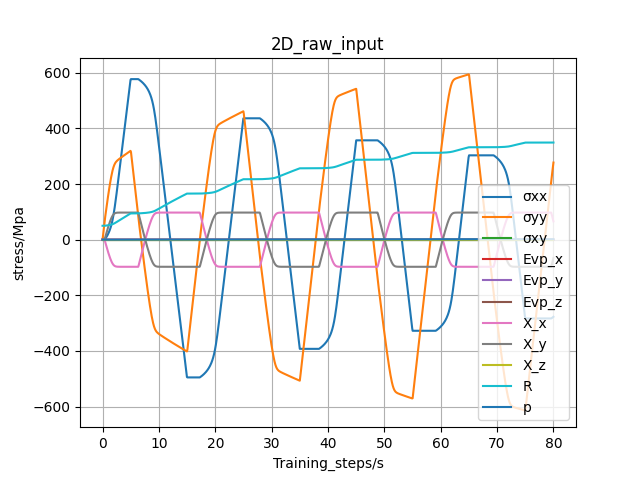 2D_raw_input
stress/Mpa
600
400
200
0
−200
−400
−600
σxx
σyy
σxy
Evp_x
Evp_y
Evp_z
X_x
X_y
X_z
R
p
0 10 20 30 40 50 60 70 80
Training_steps/s